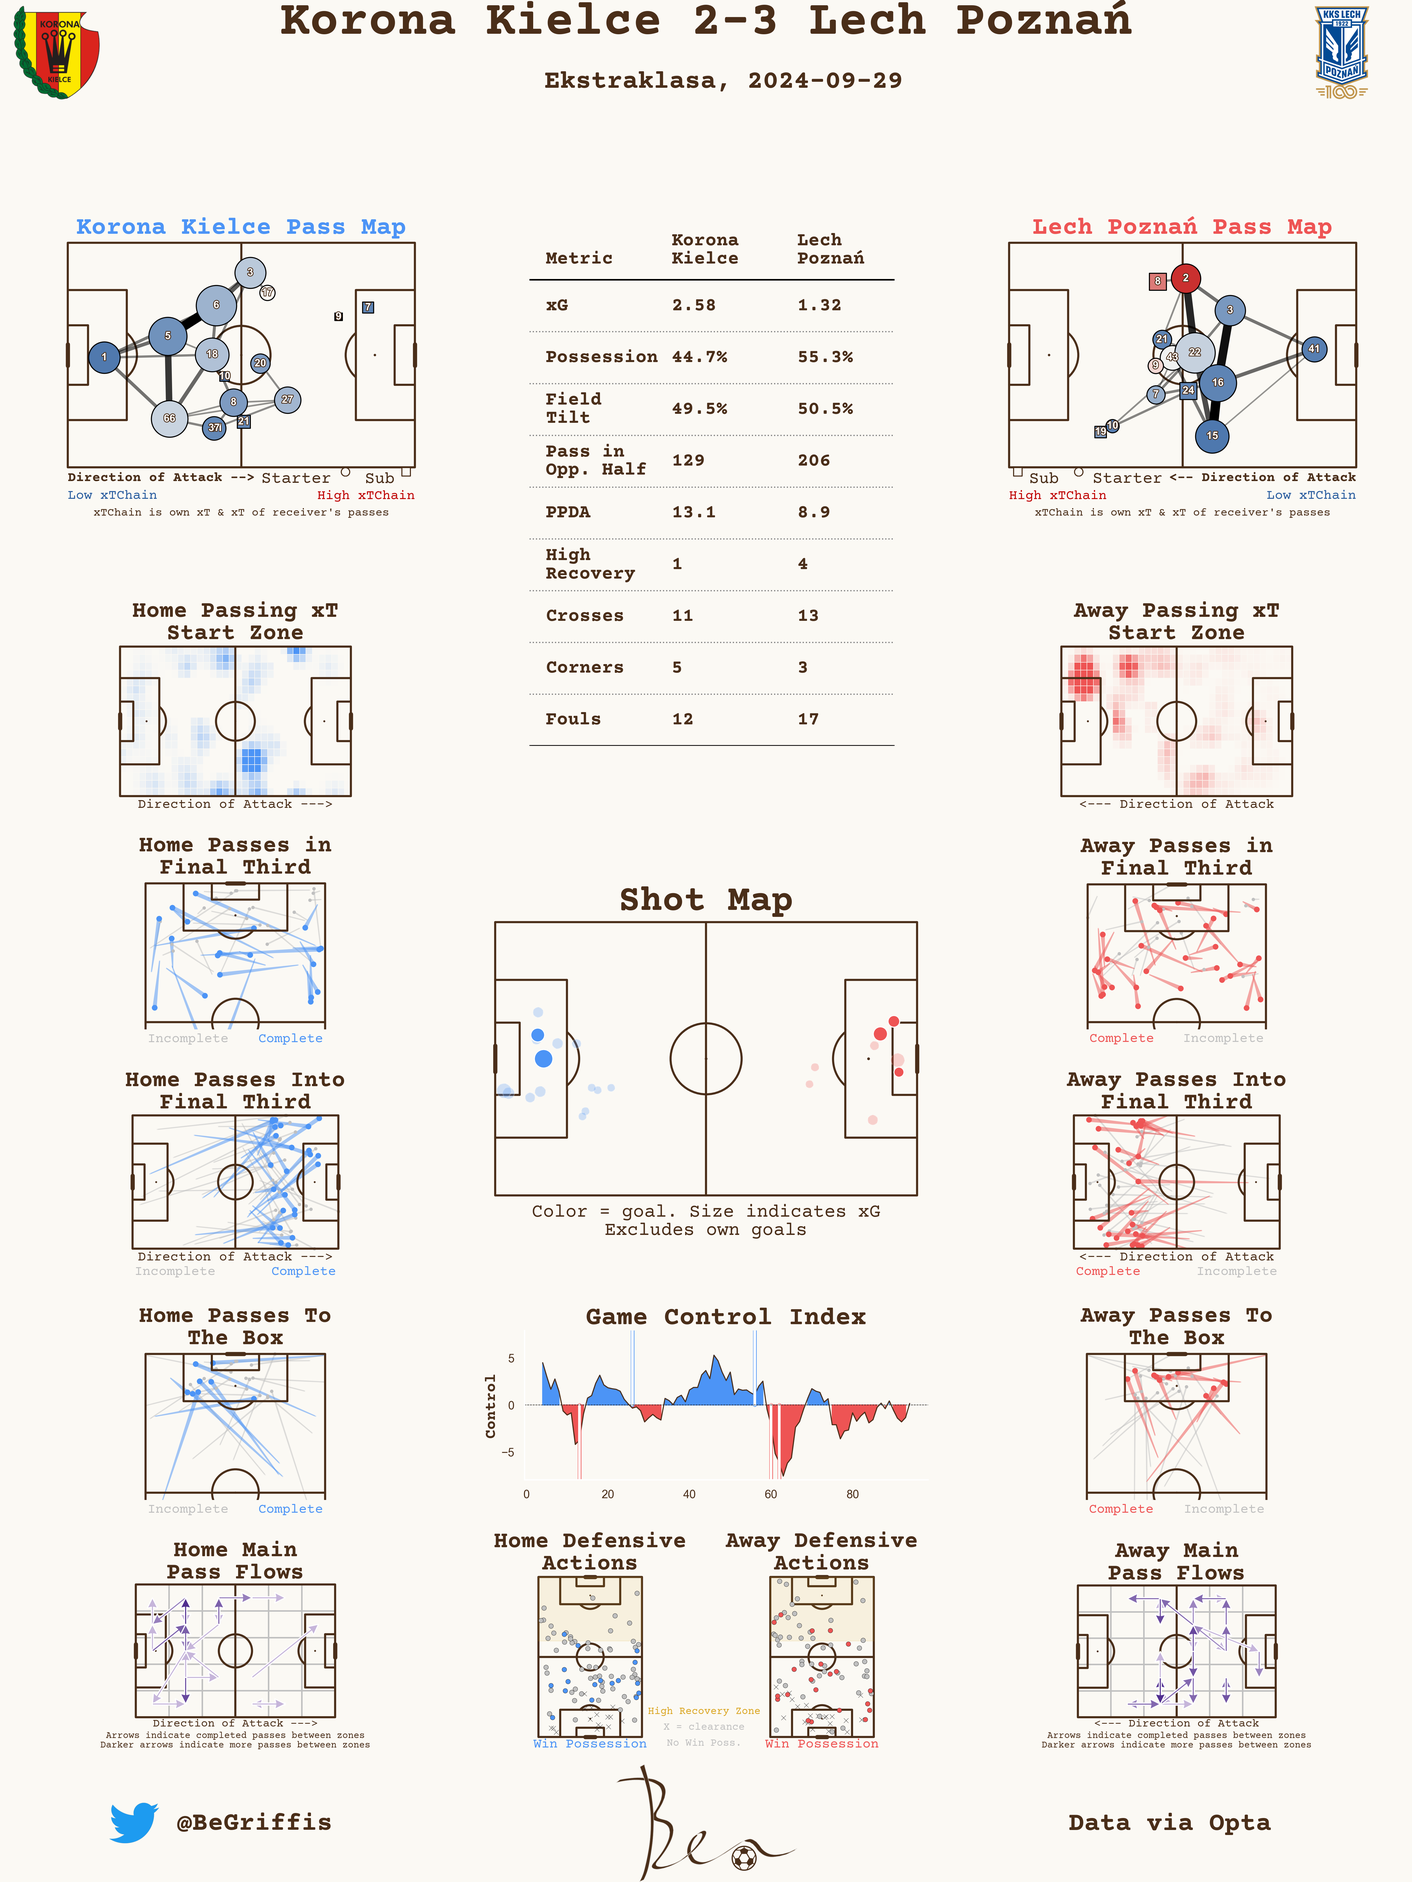 Korona Kielce 2-3 Lech Poznań
Ekstraklasa, 2024-09-29
KORONA
KIELCE
KKS LECH
1922
POZNAŃ
100
Korona Kielce Pass Map
3
17
6
5
1
18
10
20
8
27
66
37
21
9
7
Direction of Attack --> Starter Sub
Low xTChain High xTChain
xTChain is own xT & xT of receiver's passes
Metric Korona Kielce Lech Poznań
xG 2.58 1.32
Possession 44.7% 55.3%
Field Tilt 49.5% 50.5%
Pass in Opp. Half 129 206
PPDA 13.1 8.9
High Recovery 1 4
Crosses 11 13
Corners 5 3
Fouls 12 17
Lech Poznań Pass Map
8
2
3
21
43
22
9
41
7
24
16
19
10
15
Sub Starter <-- Direction of Attack
High xTChain Low xTChain
xTChain is own xT & xT of receiver's passes
Home Passing xT
Start Zone
Direction of Attack --->
Away Passing xT
Start Zone
<--- Direction of Attack
Home Passes in
Final Third
Incomplete Complete
Away Passes in
Final Third
Complete Incomplete
Shot Map
Color = goal. Size indicates xG
Excludes own goals
Home Passes Into
Final Third
Direction of Attack --->
Incomplete Complete
Away Passes Into
Final Third
<--- Direction of Attack
Complete Incomplete
Home Passes To
The Box
Incomplete Complete
Game Control Index
Control
5
0
−5
0 20 40 60 80
Away Passes To
The Box
Complete Incomplete
Home Main
Pass Flows
Direction of Attack --->
Arrows indicate completed passes between zones
Darker arrows indicate more passes between zones
Home Defensive
Actions
Win Possession
Away Defensive
Actions
Win Possession
High Recovery Zone
X = clearance
No Win Poss.
Away Main
Pass Flows
<--- Direction of Attack
Arrows indicate completed passes between zones
Darker arrows indicate more passes between zones
@BeGriffis
Ben
Data via Opta